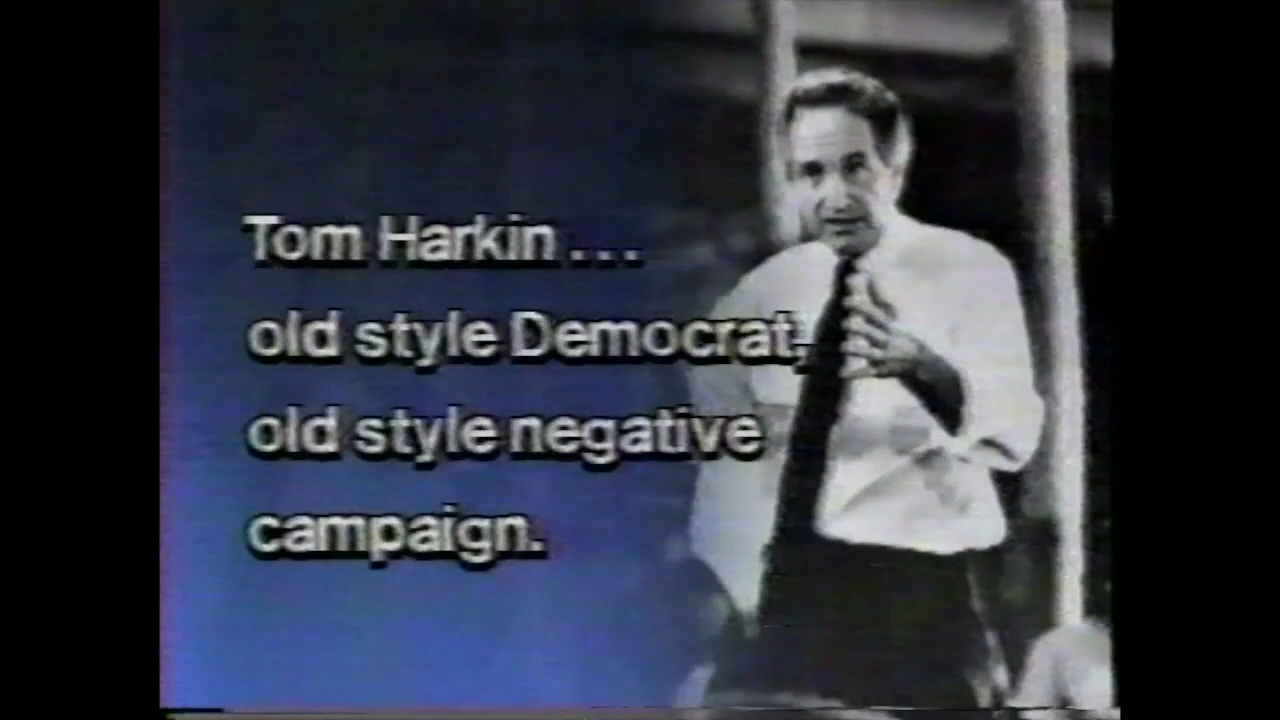 Tom Harkin...
old style Democrat,
old style negative
campaign.